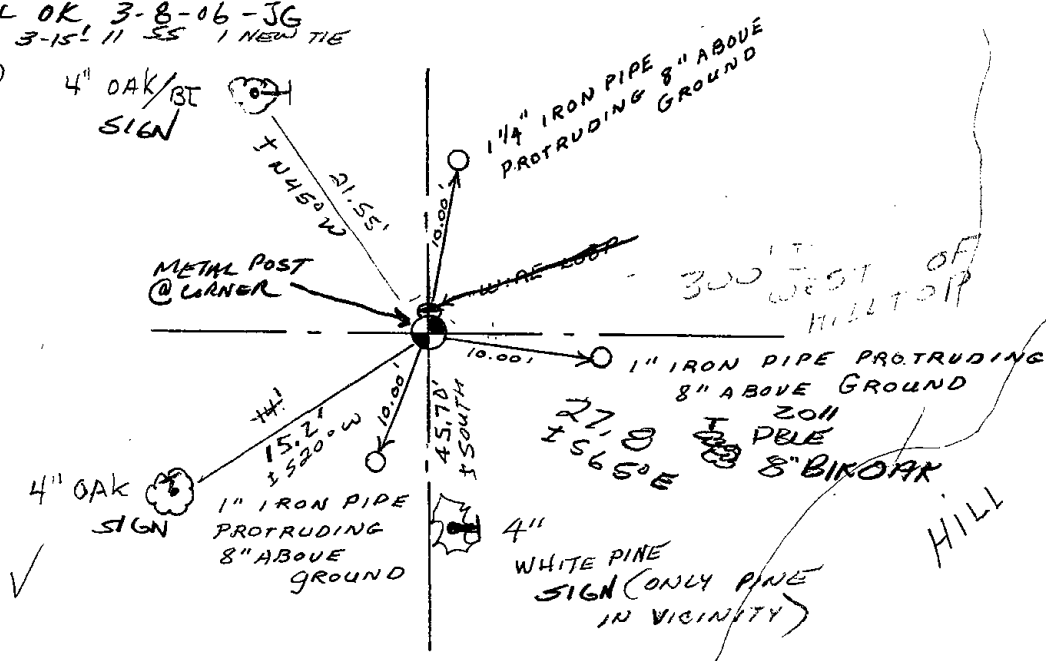 L OK 3-8-06-JG
3-15-11 SS 1 NEW TIE
4" OAK/BT
SIGN
± N45°W
21.55'
10.00'
1 1/4" IRON PIPE
PROTRUDING 8" ABOVE
GROUND
METAL POST
@ CORNER
WIRE LOOP
300' WEST OF
HILLTOP
10.00'
1" IRON PIPE PROTRUDING
8" ABOVE GROUND
27.8
± S65°E
2011
DBLE
8" BLKOAK
14'
15.2'
± S20°W
10.00'
45.70'
± SOUTH
4" OAK
SIGN
1" IRON PIPE
PROTRUDING
8" ABOVE
GROUND
4"
WHITE PINE
SIGN (ONLY PINE
IN VICINITY)
HILL